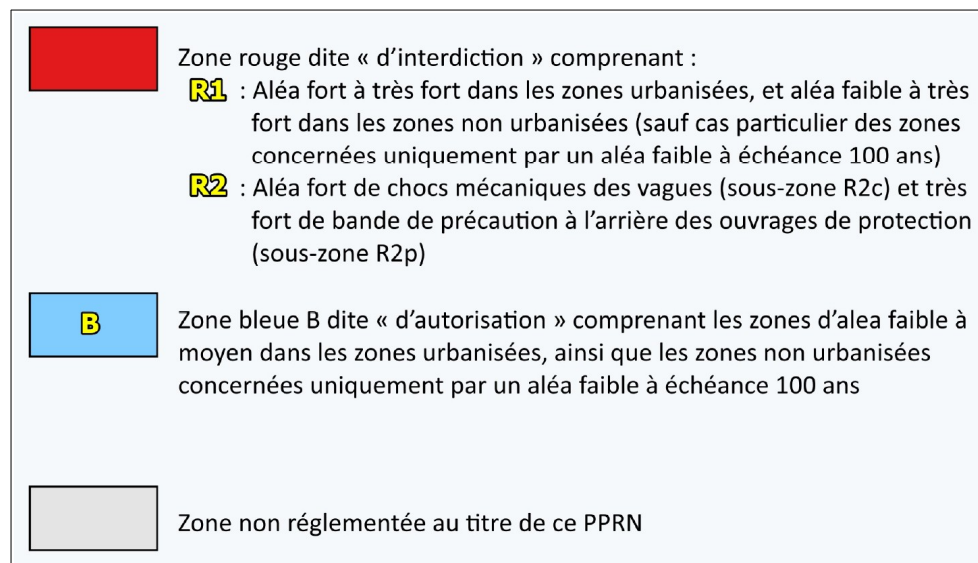 Zone rouge dite « d'interdiction » comprenant :
R1 : Aléa fort à très fort dans les zones urbanisées, et aléa faible à très
fort dans les zones non urbanisées (sauf cas particulier des zones
concernées uniquement par un aléa faible à échéance 100 ans)
R2 : Aléa fort de chocs mécaniques des vagues (sous-zone R2c) et très
fort de bande de précaution à l'arrière des ouvrages de protection
(sous-zone R2p)
B
Zone bleue B dite « d'autorisation » comprenant les zones d'alea faible à
moyen dans les zones urbanisées, ainsi que les zones non urbanisées
concernées uniquement par un aléa faible à échéance 100 ans
Zone non réglementée au titre de ce PPRN